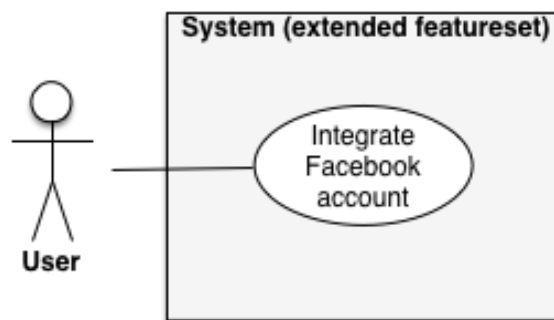 System (extended featureset)
Integrate
Facebook
account
User